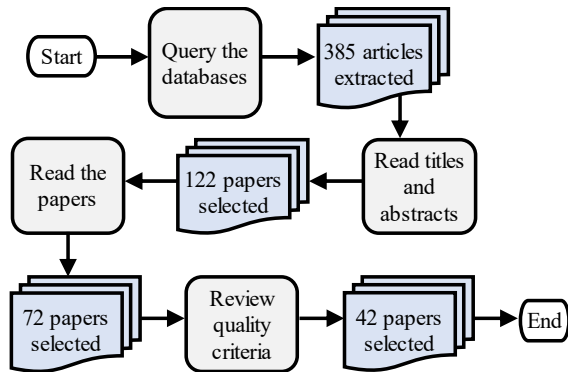 Start
Query the
databases
385 articles
extracted
Read titles
and
abstracts
122 papers
selected
Read the
papers
72 papers
selected
Review
quality
criteria
42 papers
selected
End